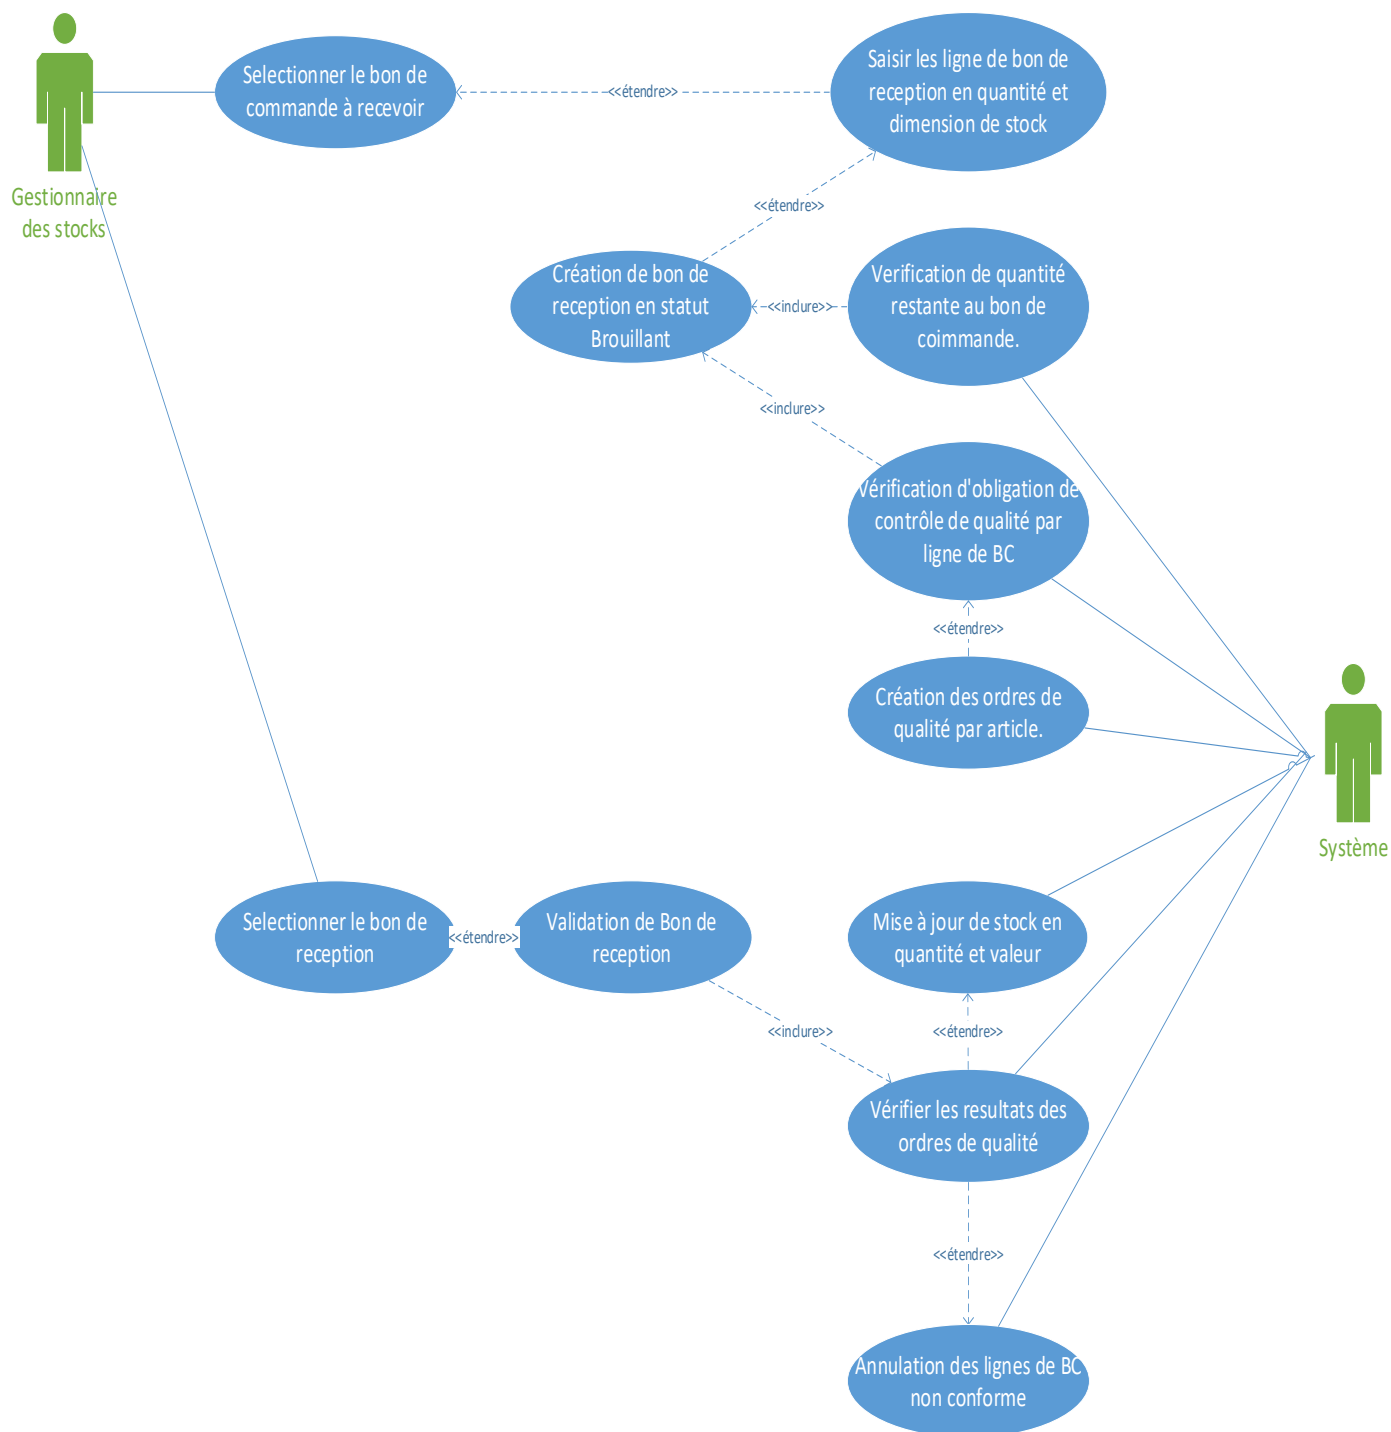 Selectionner le bon de
commande à recevoir
<<étendre>>
Saisir les ligne de bon de
reception en quantité et
dimension de stock
Gestionnaire
des stocks
<<étendre>>
Création de bon de
reception en statut
Brouillant
<<inclure>>
Verification de quantité
restante au bon de
coimmande.
<<inclure>>
Vérification d'obligation de
contrôle de qualité par
ligne de BC
<<étendre>>
Création des ordres de
qualité par article.
Système
Selectionner le bon de
reception
<<étendre>>
Validation de Bon de
reception
Mise à jour de stock en
quantité et valeur
<<inclure>>
<<étendre>>
Vérifier les resultats des
ordres de qualité
<<étendre>>
Annulation des lignes de BC
non conforme